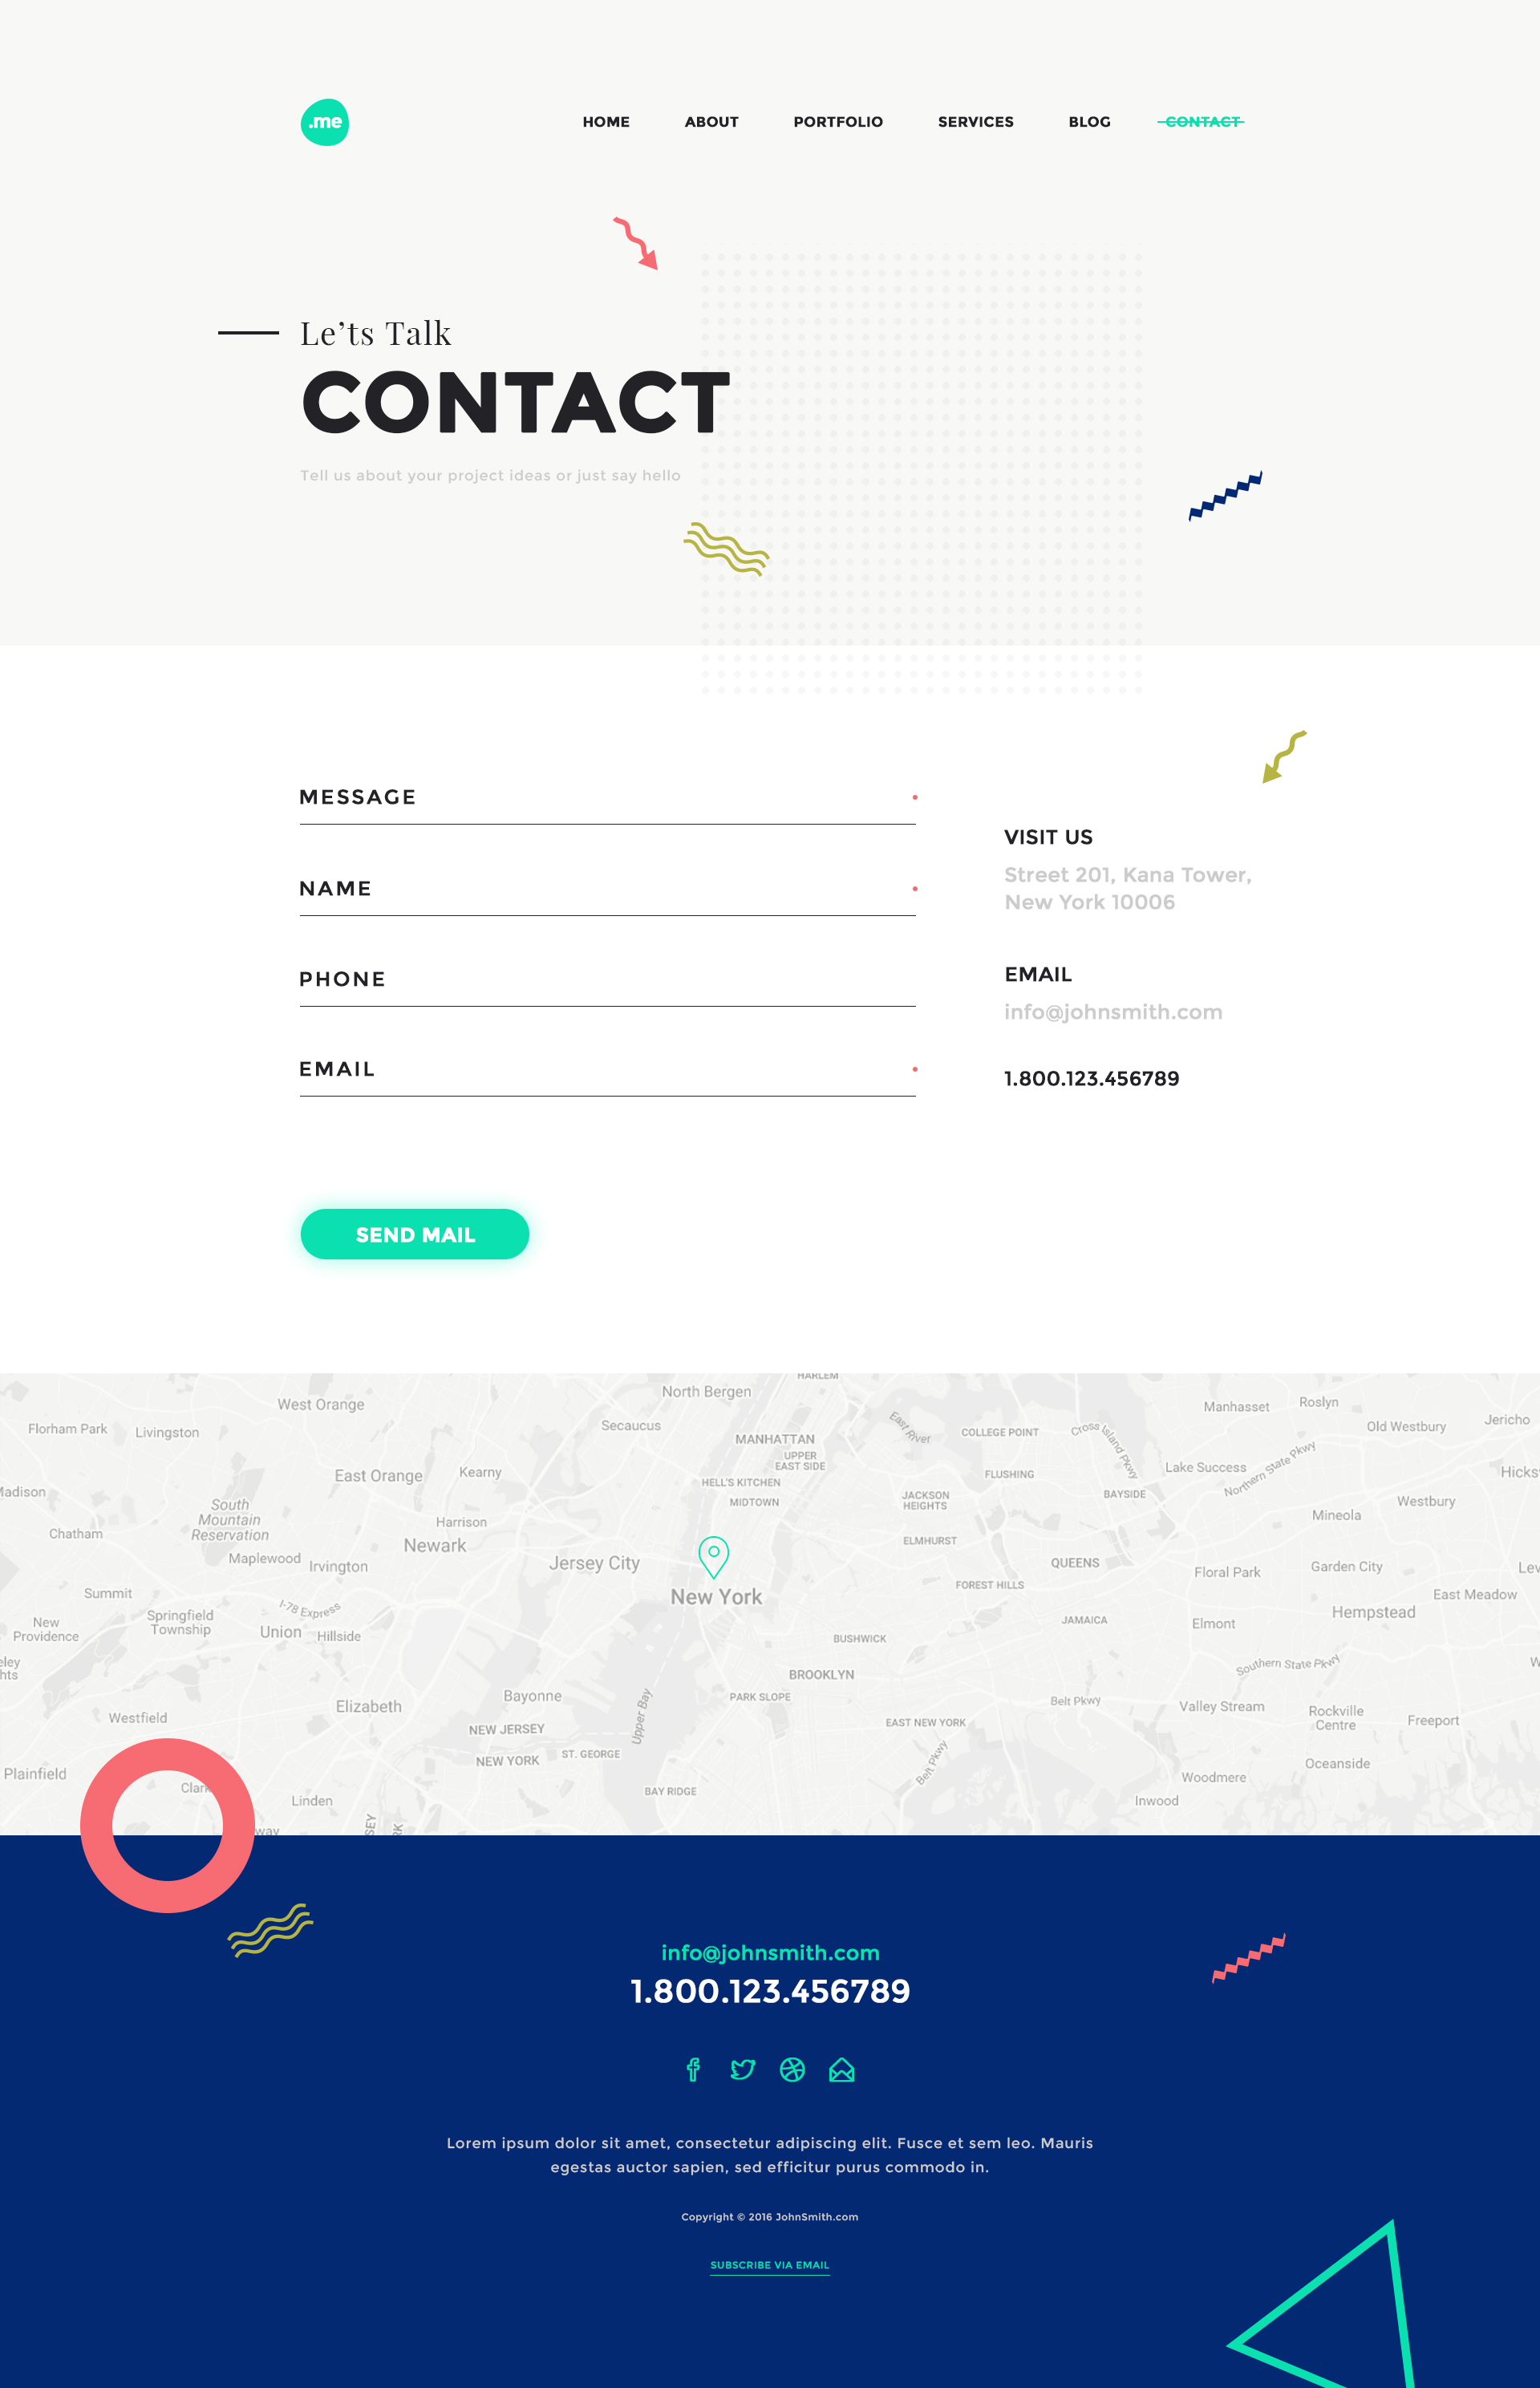 .me
HOME ABOUT PORTFOLIO SERVICES BLOG CONTACT
Le’ts Talk
CONTACT
Tell us about your project ideas or just say hello
MESSAGE
NAME
PHONE
EMAIL
VISIT US
Street 201, Kana Tower,
New York 10006
EMAIL
info@johnsmith.com
1.800.123.456789
SEND MAIL
HARLEM
North Bergen
West Orange
Manhasset
Roslyn
Jericho
Florham Park
Livingston
Secaucus
East River
COLLEGE POINT
Cross Island Pkwy
Old Westbury
MANHATTAN
UPPER
EAST SIDE
East Orange
Kearny
HELL'S KITCHEN
FLUSHING
Lake Success
Northern State Pkwy
Hicks
adison
South
Mountain
Reservation
MIDTOWN
JACKSON
HEIGHTS
BAYSIDE
Westbury
Mineola
Chatham
Harrison
Newark
Maplewood
Irvington
Jersey City
ELMHURST
QUEENS
Floral Park
Garden City
Lev
Summit
New York
FOREST HILLS
East Meadow
New
Providence
Springfield
Township
I-78 Express
Union
Hillside
JAMAICA
Elmont
Hempstead
BUSHWICK
eley
hts
BROOKLYN
Southern State Pkwy
W
Elizabeth
Bayonne
Upper Bay
PARK SLOPE
Belt Pkwy
Valley Stream
Rockville
Centre
Freeport
Westfield
NEW JERSEY
NEW YORK
ST. GEORGE
EAST NEW YORK
Belt Pkwy
Oceanside
Plainfield
Clark
Linden
BAY RIDGE
Woodmere
Inwood
way
SEY
RK
info@johnsmith.com
1.800.123.456789
Lorem ipsum dolor sit amet, consectetur adipiscing elit. Fusce et sem leo. Mauris
egestas auctor sapien, sed efficitur purus commodo in.
Copyright © 2016 JohnSmith.com
SUBSCRIBE VIA EMAIL